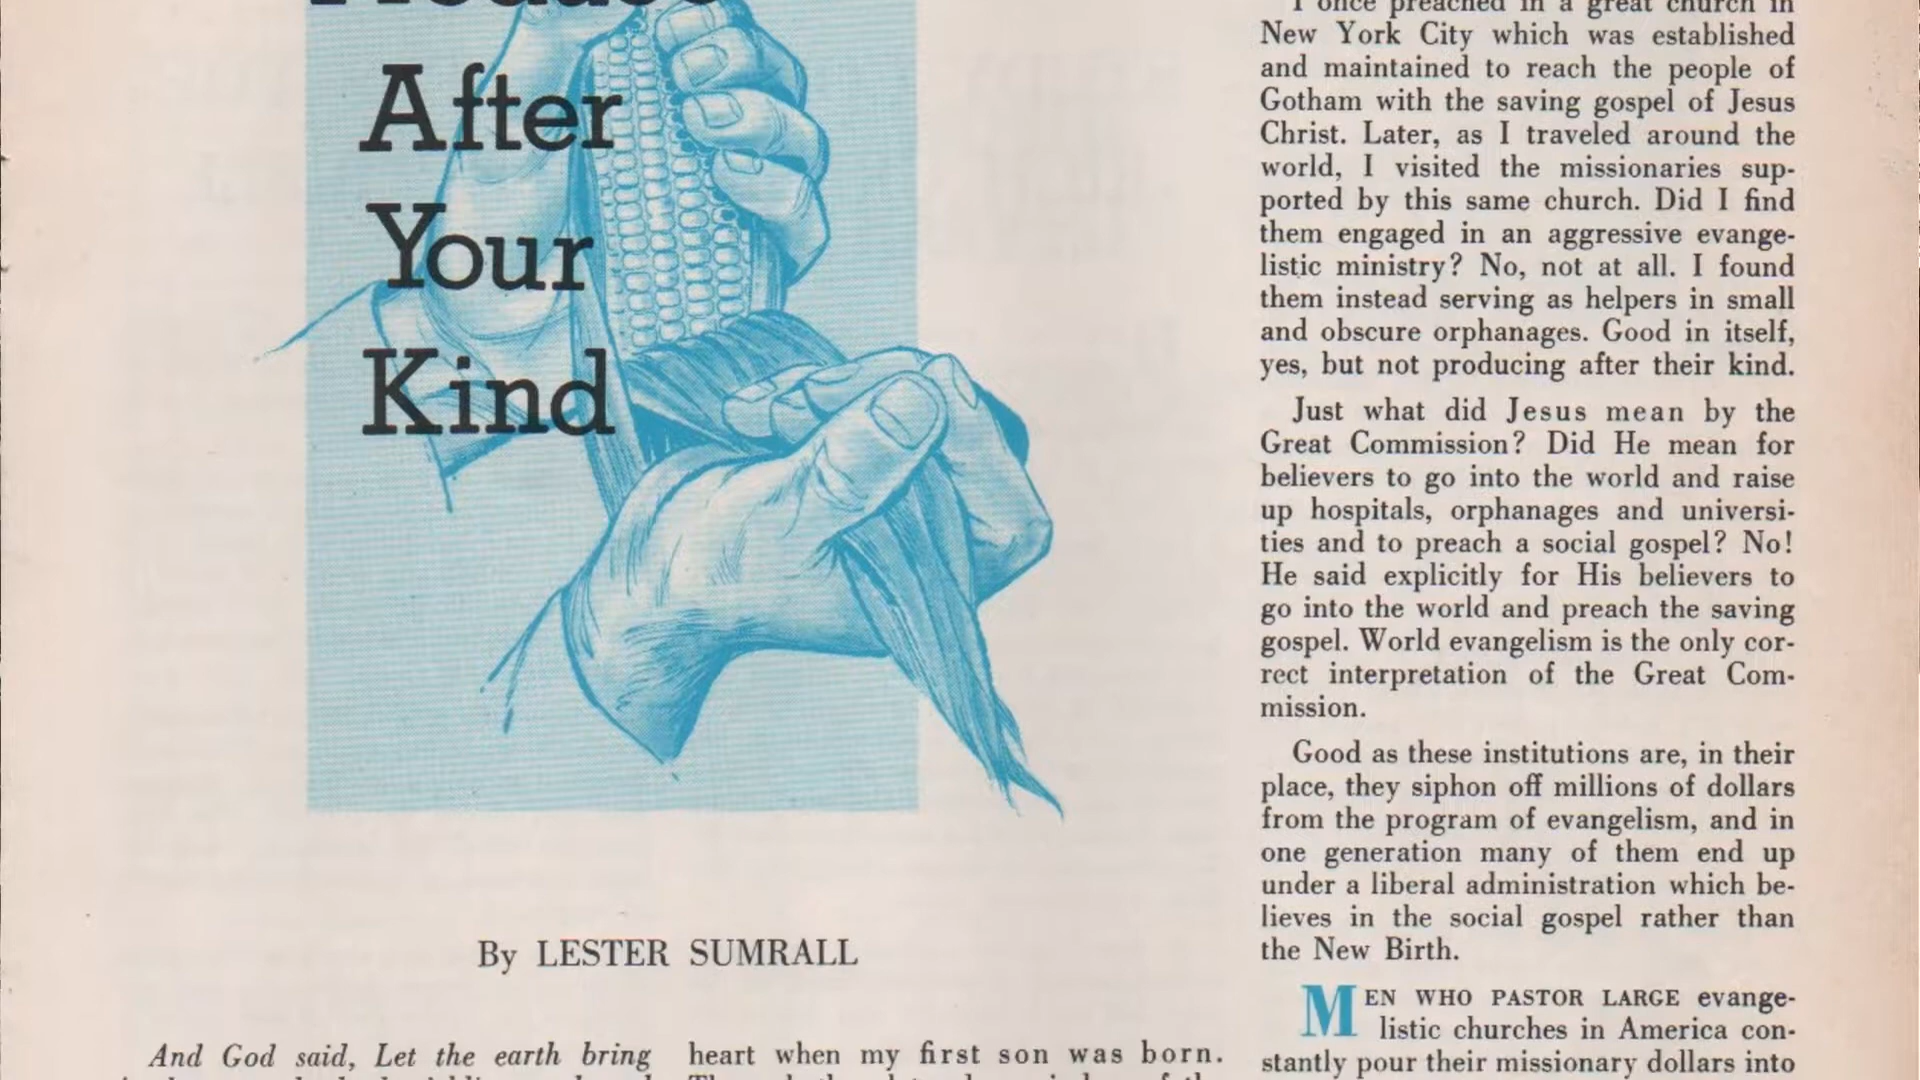 After
Your
Kind
By LESTER SUMRALL
And God said, Let the earth bring
heart when my first son was born.
I once preached in a great church in
New York City which was established
and maintained to reach the people of
Gotham with the saving gospel of Jesus
Christ. Later, as I traveled around the
world, I visited the missionaries sup-
ported by this same church. Did I find
them engaged in an aggressive evange-
listic ministry? No, not at all. I found
them instead serving as helpers in small
and obscure orphanages. Good in itself,
yes, but not producing after their kind.
Just what did Jesus mean by the
Great Commission? Did He mean for
believers to go into the world and raise
up hospitals, orphanages and universi-
ties and to preach a social gospel? No!
He said explicitly for His believers to
go into the world and preach the saving
gospel. World evangelism is the only cor-
rect interpretation of the Great Com-
mission.
Good as these institutions are, in their
place, they siphon off millions of dollars
from the program of evangelism, and in
one generation many of them end up
under a liberal administration which be-
lieves in the social gospel rather than
the New Birth.
MEN WHO PASTOR LARGE evange-
listic churches in America con-
stantly pour their missionary dollars into